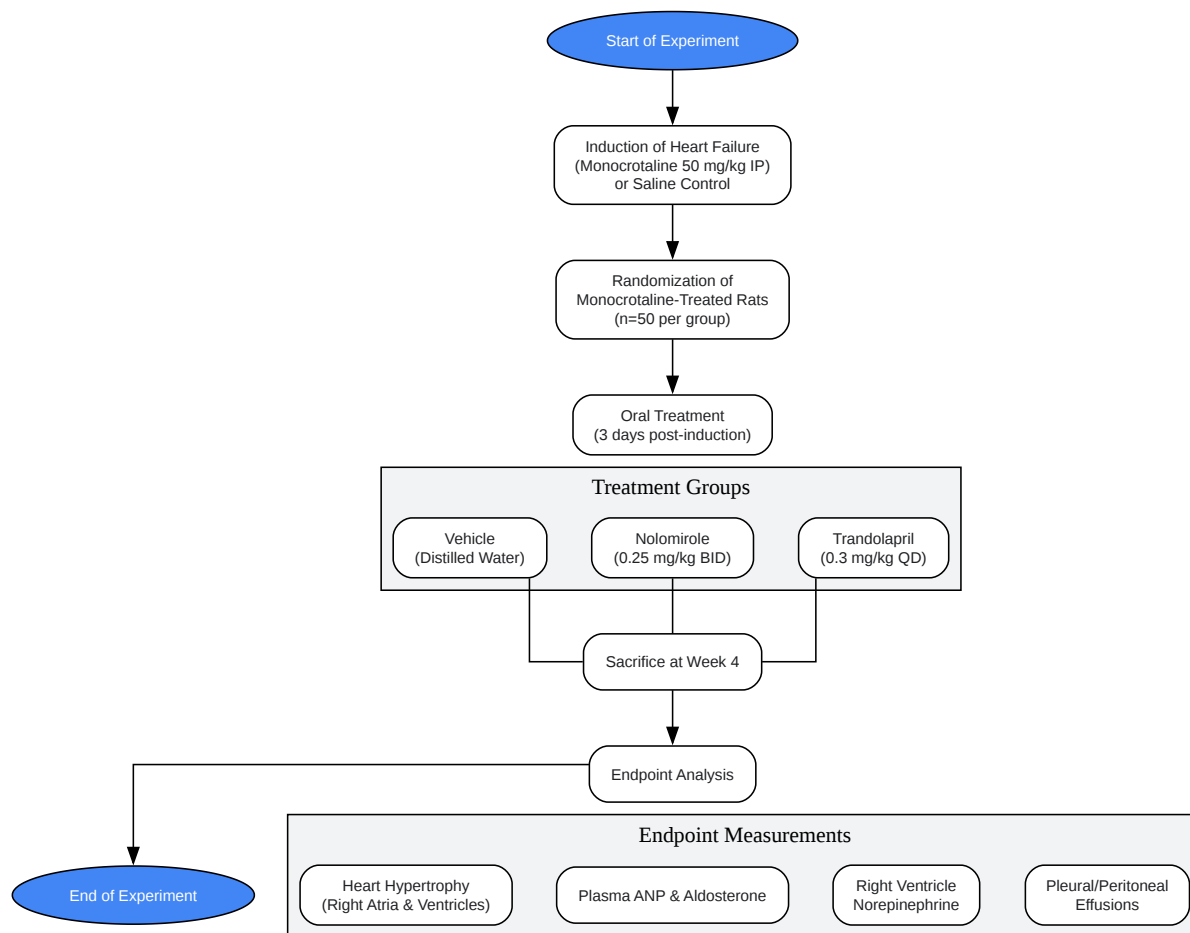 Start of Experiment
Induction of Heart Failure
(Monocrotaline 50 mg/kg IP)
or Saline Control
Randomization of
Monocrotaline-Treated Rats
(n=50 per group)
Oral Treatment
(3 days post-induction)
Treatment Groups
Vehicle
(Distilled Water)
Nolomirole
(0.25 mg/kg BID)
Trandolapril
(0.3 mg/kg QD)
Sacrifice at Week 4
Endpoint Analysis
End of Experiment
Endpoint Measurements
Heart Hypertrophy
(Right Atria & Ventricles)
Plasma ANP & Aldosterone
Right Ventricle
Norepinephrine
Pleural/Peritoneal
Effusions